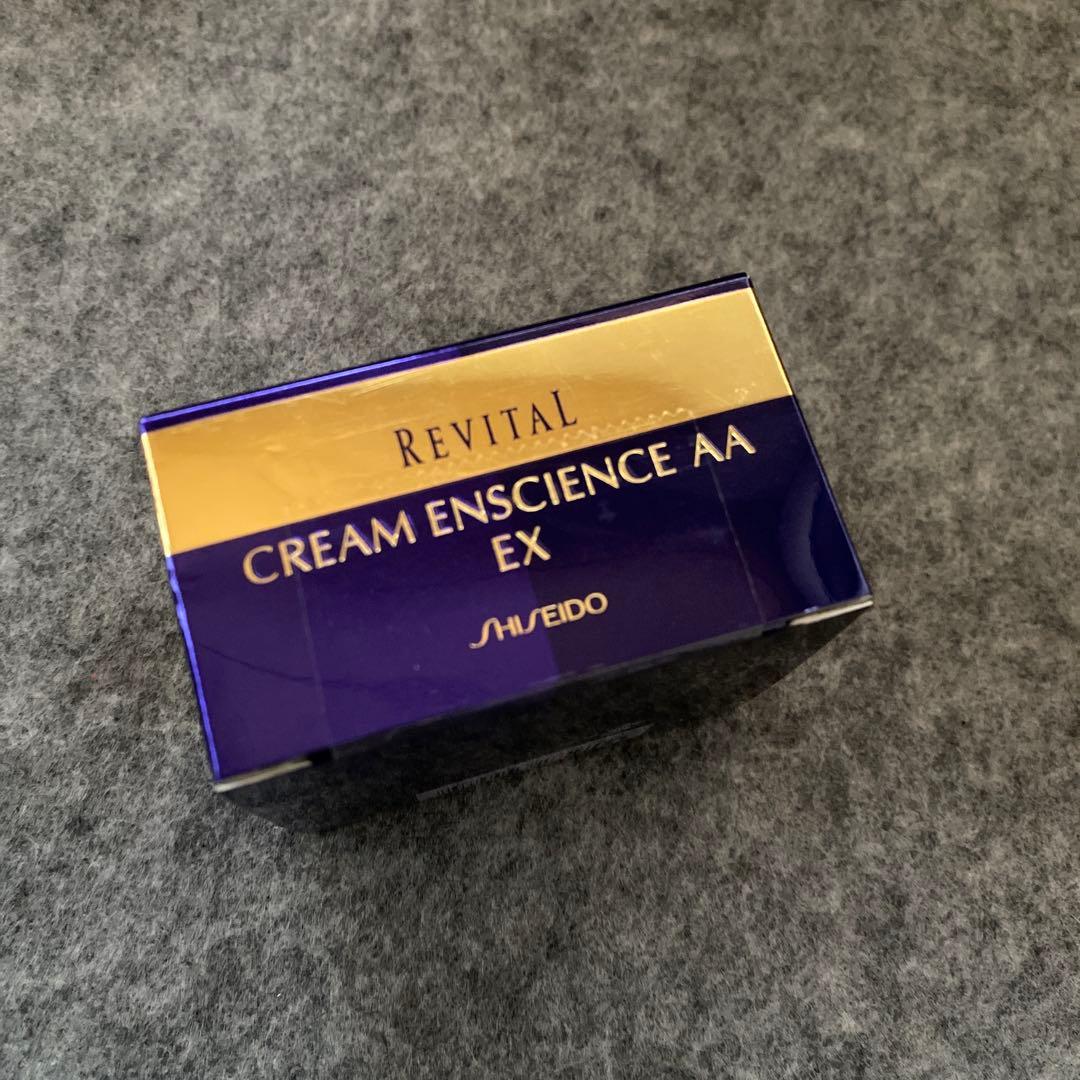 REVITAL
CREAM ENSCIENCE AA
EX
SHISEIDO